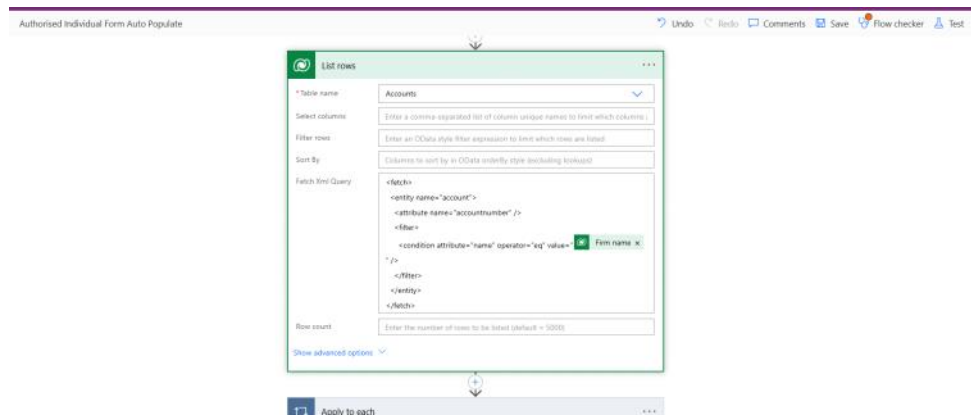 Authorised Individual Form Auto Populate
Undo Redo Comments Save Flow checker Test
List rows
* Table name Accounts
Select columns Enter a comma-separated list of column unique names to limit which columns a
Filter rows Enter an OData style filter expression to limit which rows are listed
Sort By Columns to sort by in OData orderBy style (excluding lookups)
Fetch Xml Query <fetch>
<entity name="account">
<attribute name="accountnumber" />
<filter>
<condition attribute="name" operator="eq" value=" Firm name x
" />
</filter>
</entity>
</fetch>
Row count Enter the number of rows to be listed (default = 5000)
Show advanced options
Apply to each